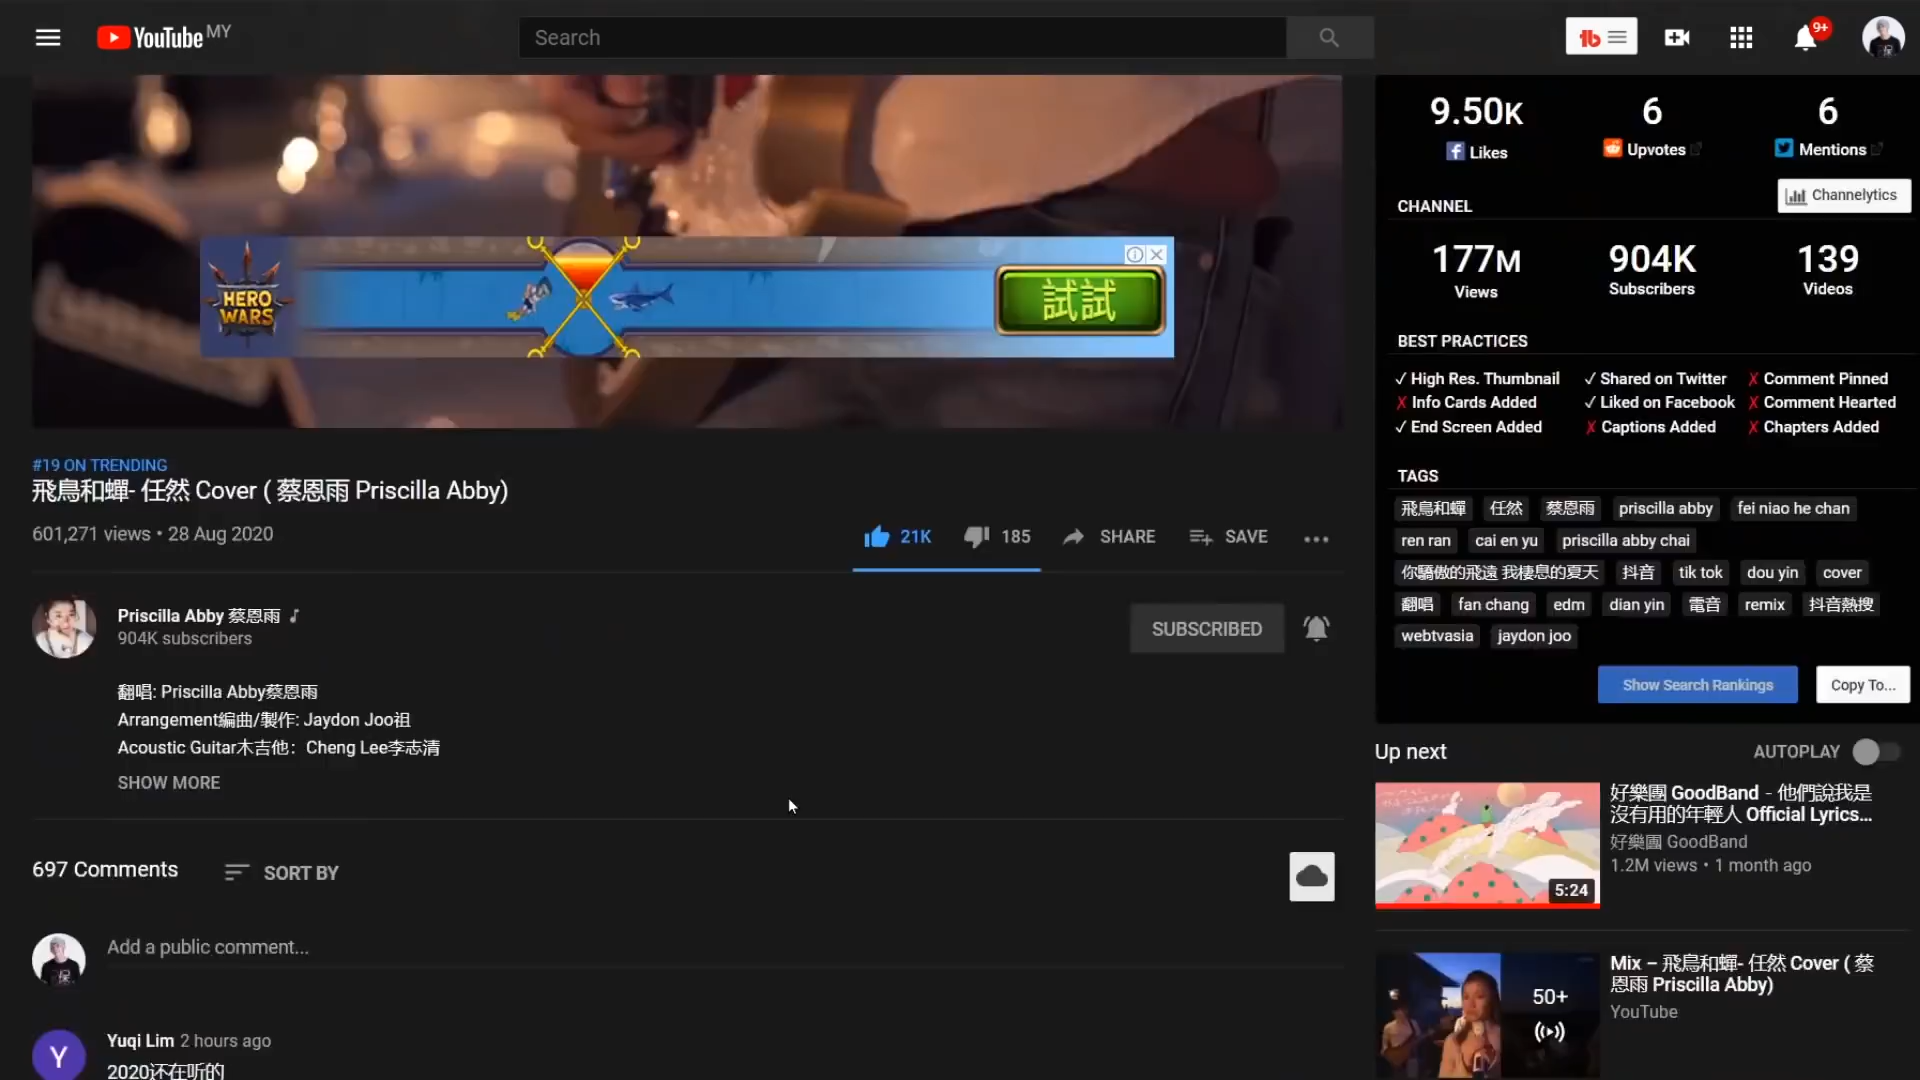 YouTube MY
Search
9+
HERO
WARS
試試
#19 ON TRENDING
飛鳥和蟬- 任然 Cover ( 蔡恩雨 Priscilla Abby)
601,271 views • 28 Aug 2020
21K
185
SHARE
SAVE
Priscilla Abby 蔡恩雨
904K subscribers
SUBSCRIBED
翻唱: Priscilla Abby蔡恩雨
Arrangement編曲/製作: Jaydon Joo祖
Acoustic Guitar木吉他：Cheng Lee李志清
SHOW MORE
697 Comments
SORT BY
Add a public comment...
Y
Yuqi Lim 2 hours ago
2020还在听的
9.50K
6
6
Likes
Upvotes
Mentions
CHANNEL
Channelytics
177M
904K
139
Views
Subscribers
Videos
BEST PRACTICES
✓ High Res. Thumbnail ✓ Shared on Twitter ✗ Comment Pinned
✗ Info Cards Added ✓ Liked on Facebook ✗ Comment Hearted
✓ End Screen Added ✗ Captions Added ✗ Chapters Added
TAGS
飛鳥和蟬 任然 蔡恩雨 priscilla abby fei niao he chan
ren ran cai en yu priscilla abby chai
你驕傲的飛遠 我棲息的夏天 抖音 tik tok dou yin cover
翻唱 fan chang edm dian yin 電音 remix 抖音熱搜
webtvasia jaydon joo
Show Search Rankings
Copy To...
Up next
AUTOPLAY
5:24
好樂團 GoodBand - 他們說我是
沒有用的年輕人 Official Lyrics...
好樂團 GoodBand
1.2M views • 1 month ago
50+
Mix – 飛鳥和蟬- 任然 Cover ( 蔡
恩雨 Priscilla Abby)
YouTube